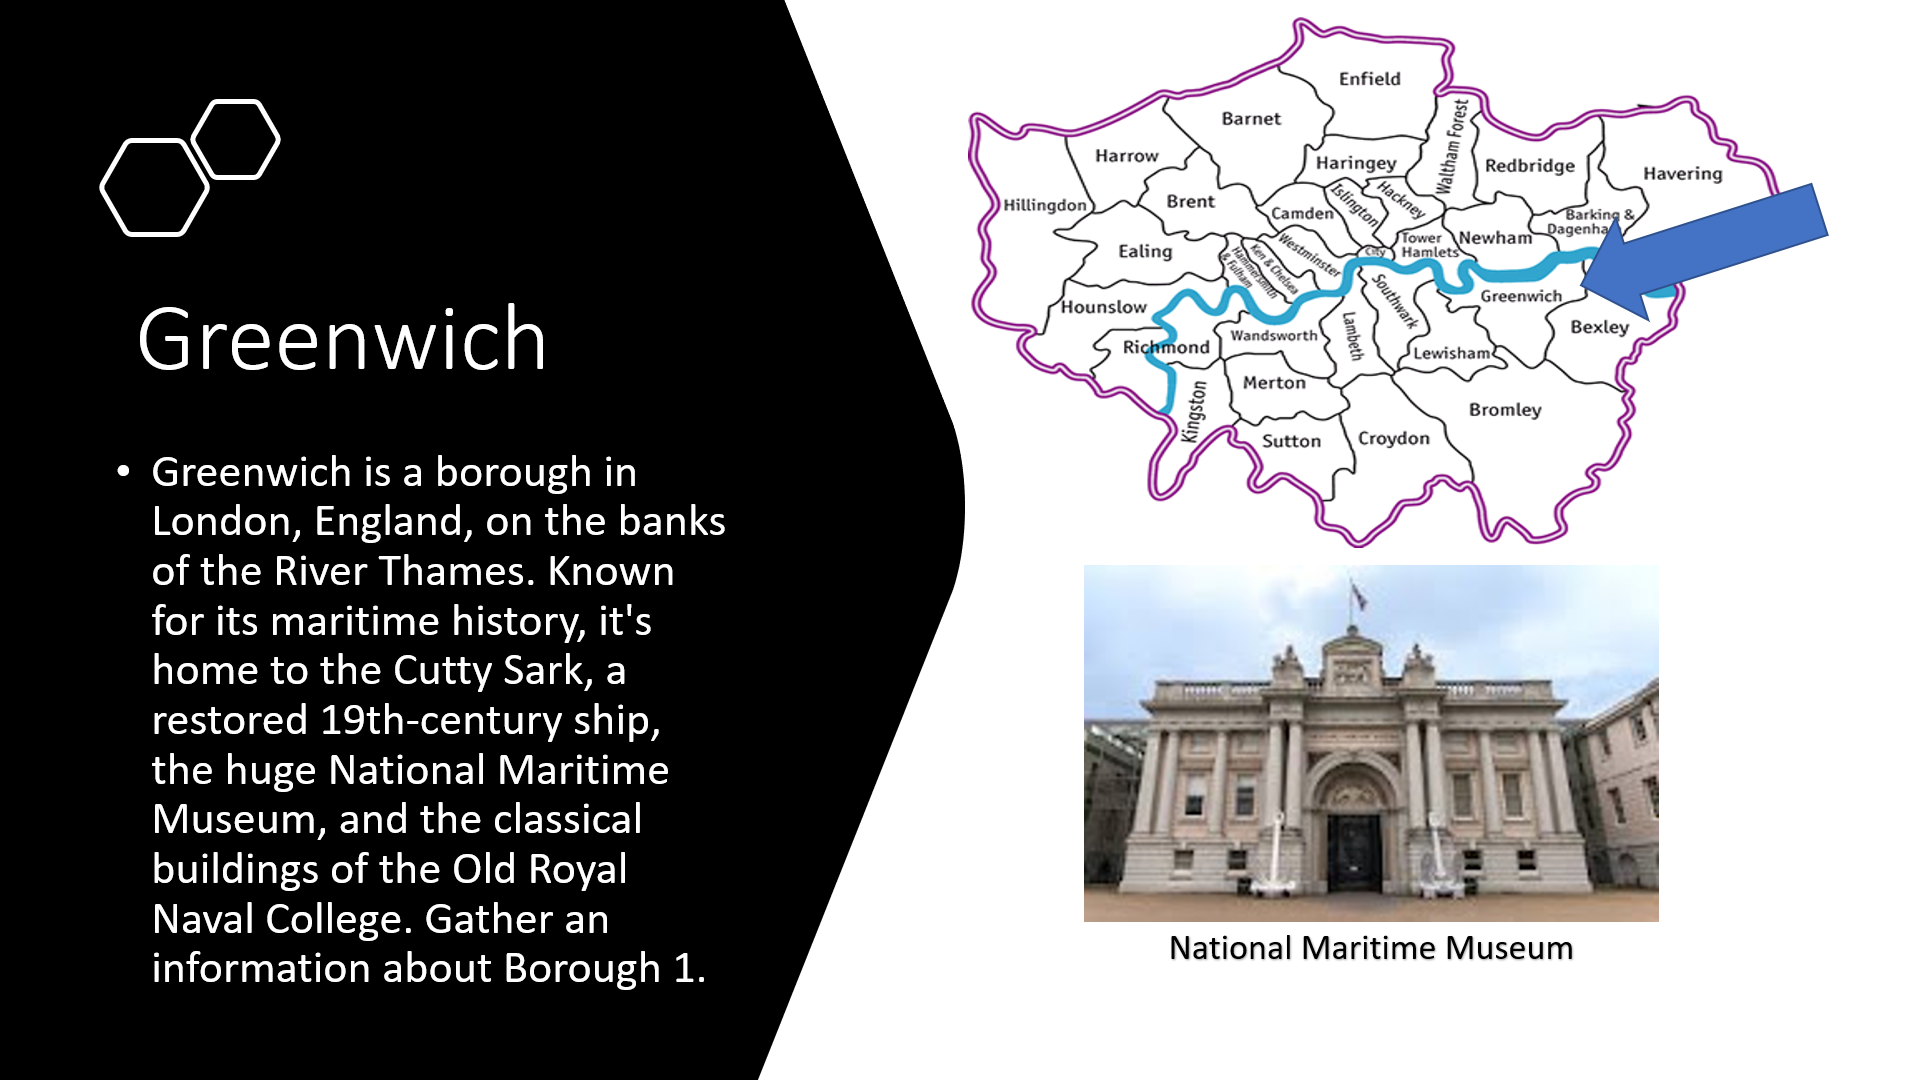 Greenwich
• Greenwich is a borough in
London, England, on the banks
of the River Thames. Known
for its maritime history, it's
home to the Cutty Sark, a
restored 19th-century ship,
the huge National Maritime
Museum, and the classical
buildings of the Old Royal
Naval College. Gather an
information about Borough 1.
Enfield
Barnet
Waltham Forest
Harrow
Haringey
Redbridge
Havering
Hillingdon
Brent
Camden
Islington
Hackney
Barking &
Dagenha
Ealing
Hammersmith
& Fulham
Ken & Chelsea
Westminster
City
Tower
Hamlets
Newham
Hounslow
Southwark
Greenwich
Richmond
Wandsworth
Lambeth
Lewisham
Bexley
Kingston
Merton
Bromley
Sutton
Croydon
National Maritime Museum